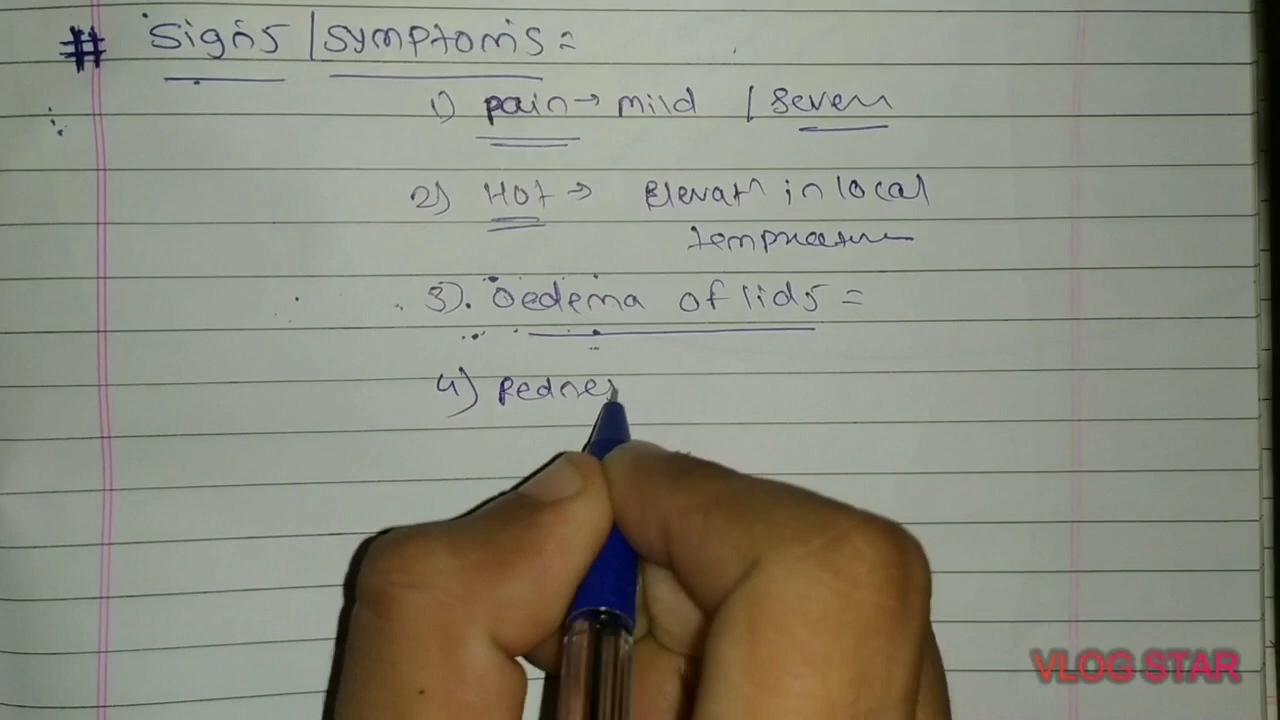 # Signs | Symptoms =
1) pain → mild / Severe
2) Hot → Elevatn in local
temprature
3). Oedema of lids =
4) Rednes
VLOG STAR